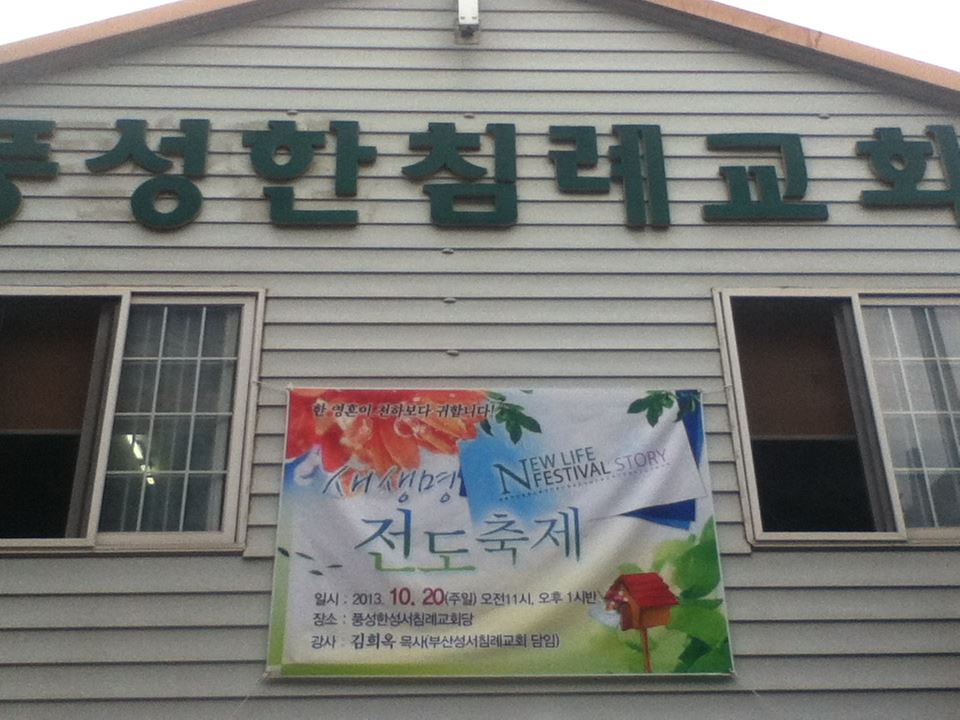 풍성한침례교회
한 영혼이 천하보다 귀합니다!
새생명
NEW LIFE
FESTIVAL STORY
전도축제
일시 : 2013. 10. 20(주일) 오전11시, 오후 1시반
장소 : 풍성한성서침례교회당
강사 : 김희옥 목사(부산성서침례교회 담임)